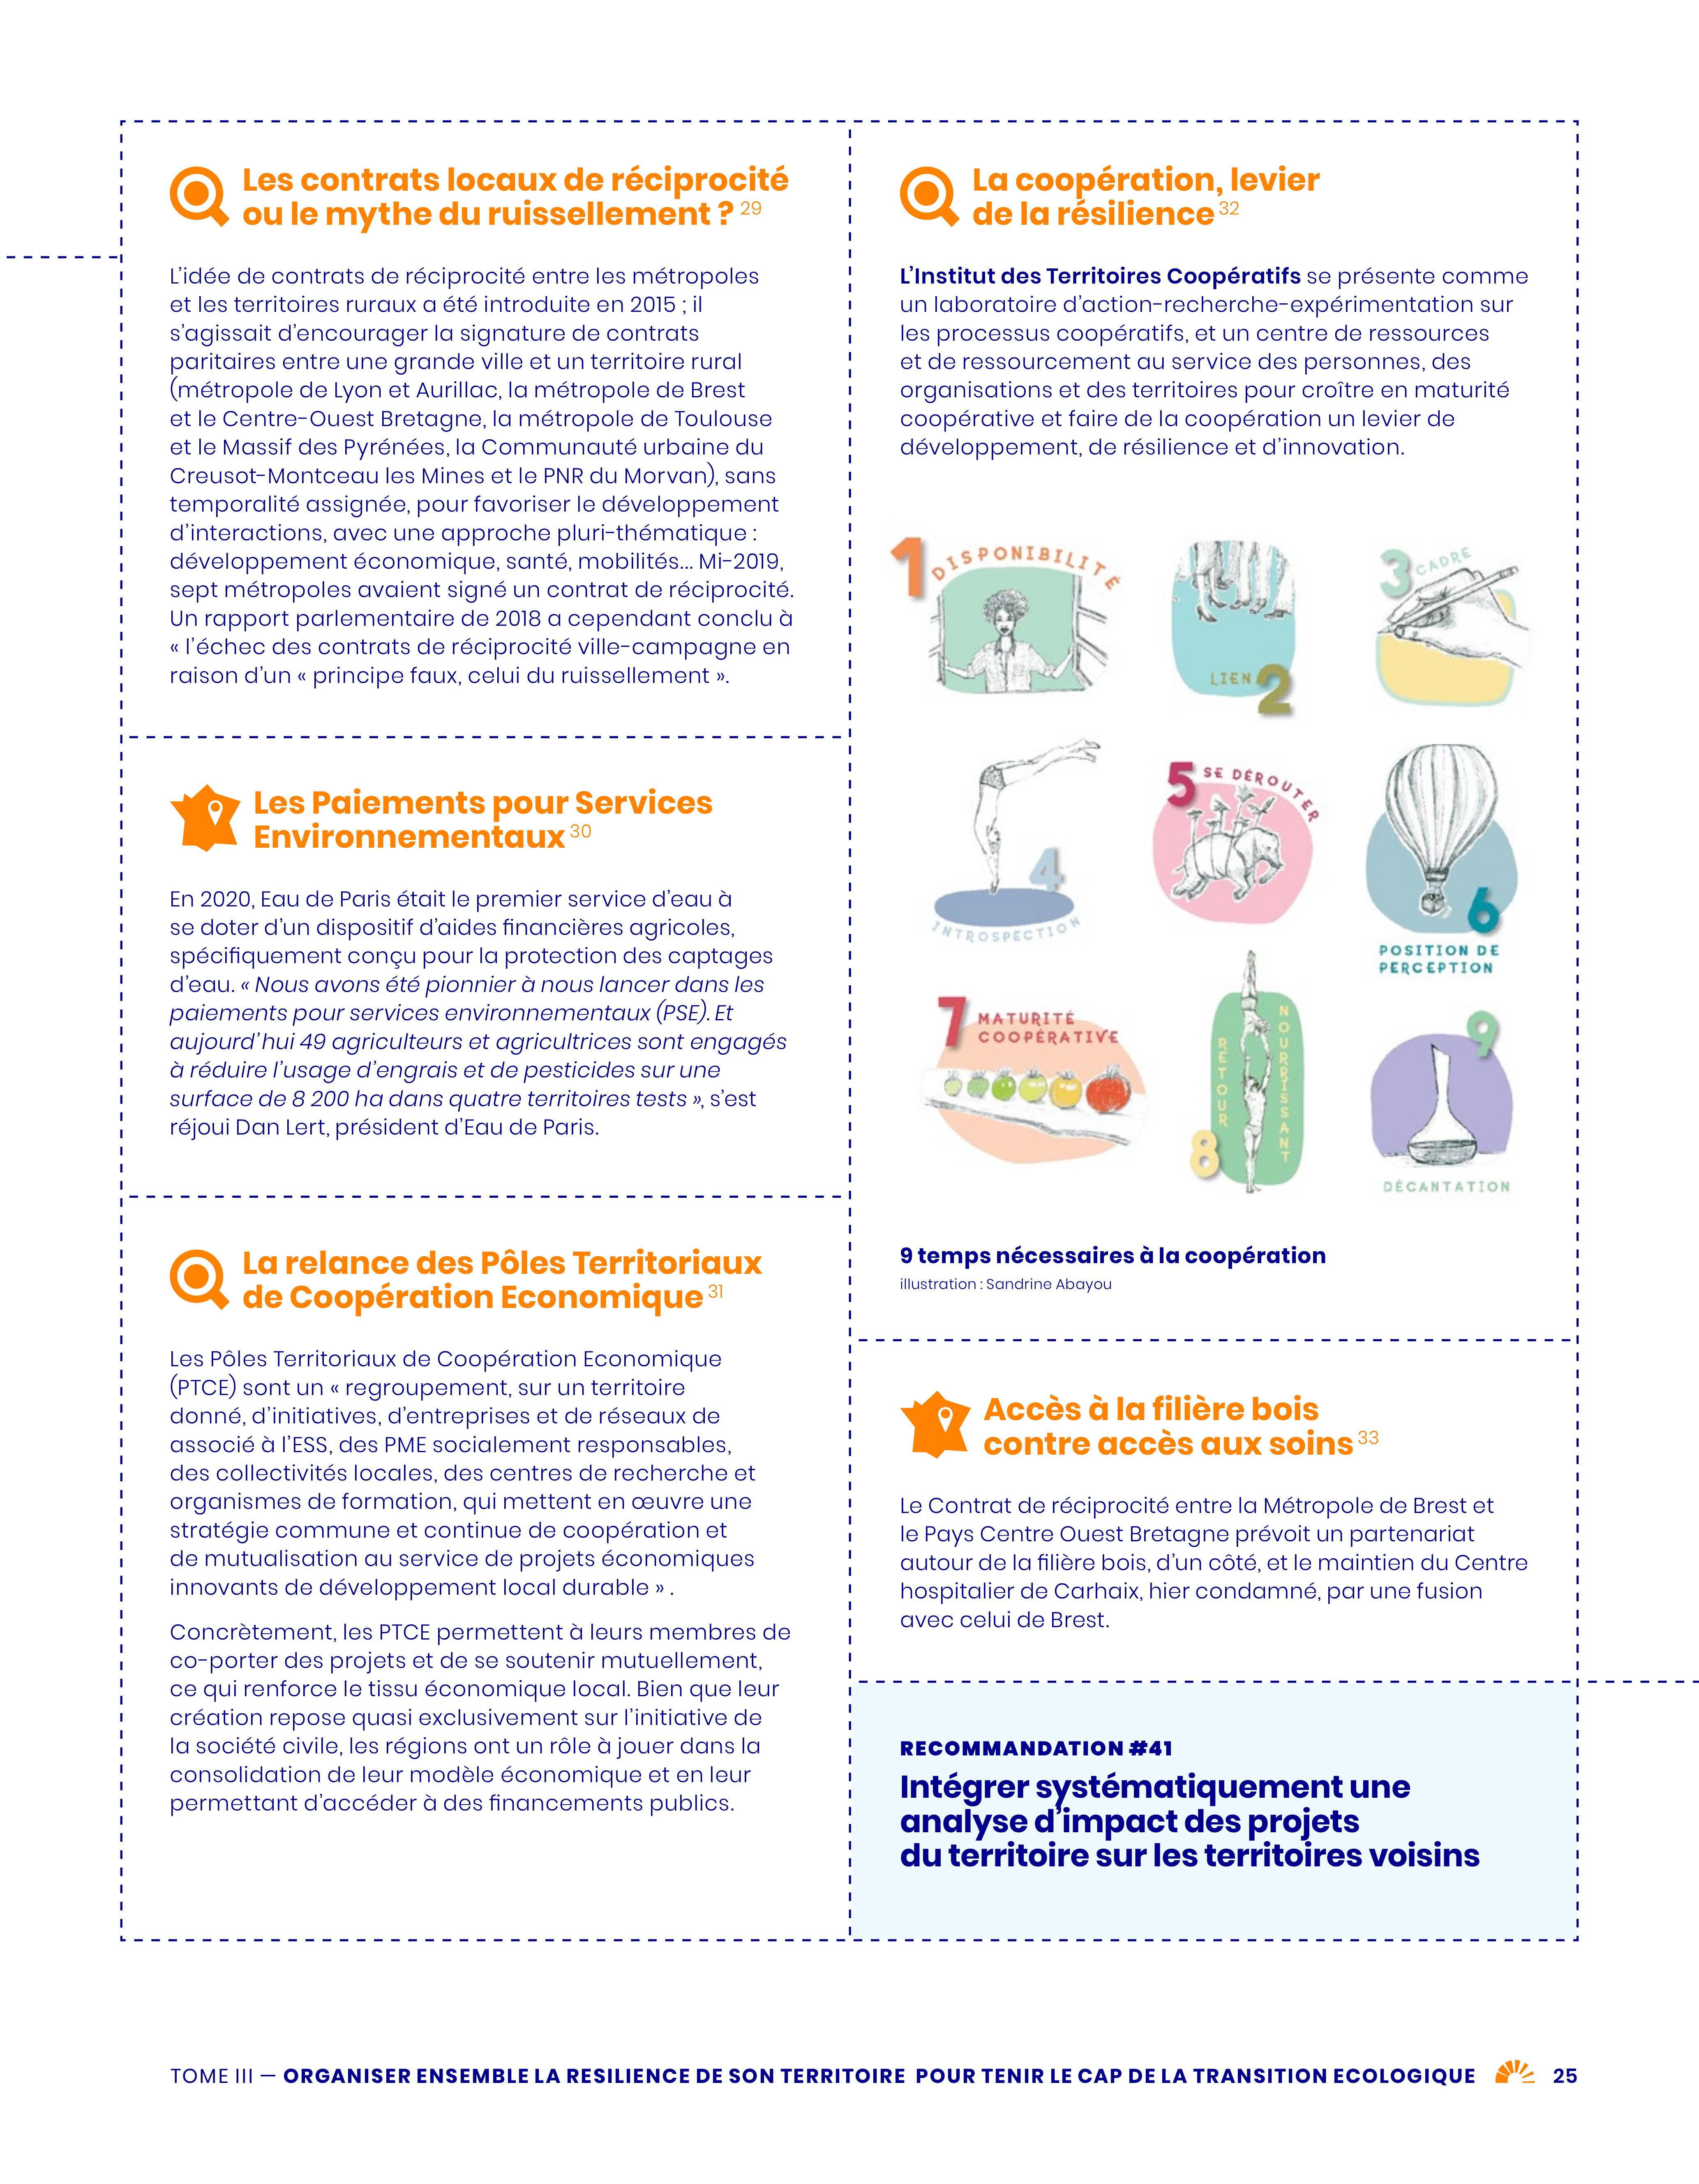 Les contrats locaux de réciprocité
ou le mythe du ruissellement ? 29
L’idée de contrats de réciprocité entre les métropoles
et les territoires ruraux a été introduite en 2015 ; il
s’agissait d’encourager la signature de contrats
paritaires entre une grande ville et un territoire rural
(métropole de Lyon et Aurillac, la métropole de Brest
et le Centre-Ouest Bretagne, la métropole de Toulouse
et le Massif des Pyrénées, la Communauté urbaine du
Creusot-Montceau les Mines et le PNR du Morvan), sans
temporalité assignée, pour favoriser le développement
d’interactions, avec une approche pluri-thématique :
développement économique, santé, mobilités... Mi-2019,
sept métropoles avaient signé un contrat de réciprocité.
Un rapport parlementaire de 2018 a cependant conclu à
« l’échec des contrats de réciprocité ville-campagne en
raison d’un « principe faux, celui du ruissellement ».
Les Paiements pour Services
Environnementaux 30
En 2020, Eau de Paris était le premier service d’eau à
se doter d’un dispositif d’aides financières agricoles,
spécifiquement conçu pour la protection des captages
d’eau. « Nous avons été pionnier à nous lancer dans les
paiements pour services environnementaux (PSE). Et
aujourd’hui 49 agriculteurs et agricultrices sont engagés
à réduire l’usage d’engrais et de pesticides sur une
surface de 8 200 ha dans quatre territoires tests », s’est
réjoui Dan Lert, président d’Eau de Paris.
La relance des Pôles Territoriaux
de Coopération Economique 31
Les Pôles Territoriaux de Coopération Economique
(PTCE) sont un « regroupement, sur un territoire
donné, d’initiatives, d’entreprises et de réseaux de
associé à l’ESS, des PME socialement responsables,
des collectivités locales, des centres de recherche et
organismes de formation, qui mettent en œuvre une
stratégie commune et continue de coopération et
de mutualisation au service de projets économiques
innovants de développement local durable » .
Concrètement, les PTCE permettent à leurs membres de
co-porter des projets et de se soutenir mutuellement,
ce qui renforce le tissu économique local. Bien que leur
création repose quasi exclusivement sur l’initiative de
la société civile, les régions ont un rôle à jouer dans la
consolidation de leur modèle économique et en leur
permettant d’accéder à des financements publics.
La coopération, levier
de la résilience 32
L’Institut des Territoires Coopératifs se présente comme
un laboratoire d’action-recherche-expérimentation sur
les processus coopératifs, et un centre de ressources
et de ressourcement au service des personnes, des
organisations et des territoires pour croître en maturité
coopérative et faire de la coopération un levier de
développement, de résilience et d’innovation.
1 DISPONIBILITÉ
LIEN 2
3 CADRE
4
INTROSPECTION
5 SE DÉROUTER
6
POSITION DE
PERCEPTION
7 MATURITÉ
COOPÉRATIVE
8 RETOUR
NOURRISSANT
9
DÉCANTATION
9 temps nécessaires à la coopération
illustration : Sandrine Abayou
Accès à la filière bois
contre accès aux soins 33
Le Contrat de réciprocité entre la Métropole de Brest et
le Pays Centre Ouest Bretagne prévoit un partenariat
autour de la filière bois, d’un côté, et le maintien du Centre
hospitalier de Carhaix, hier condamné, par une fusion
avec celui de Brest.
RECOMMANDATION #41
Intégrer systématiquement une
analyse d’impact des projets
du territoire sur les territoires voisins
TOME III — ORGANISER ENSEMBLE LA RESILIENCE DE SON TERRITOIRE POUR TENIR LE CAP DE LA TRANSITION ECOLOGIQUE 25